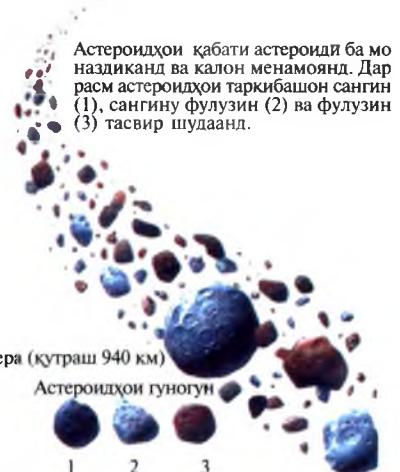 Астероидҳои қабати астероидӣ ба мо
наздиканд ва калон менамоянд. Дар
расм астероидҳои таркибашон сангин
(1), сангину фулузин (2) ва фулузин
(3) тасвир шудаанд.
(қутраш 940 км)
Астероидҳои гуногун
1 2 3